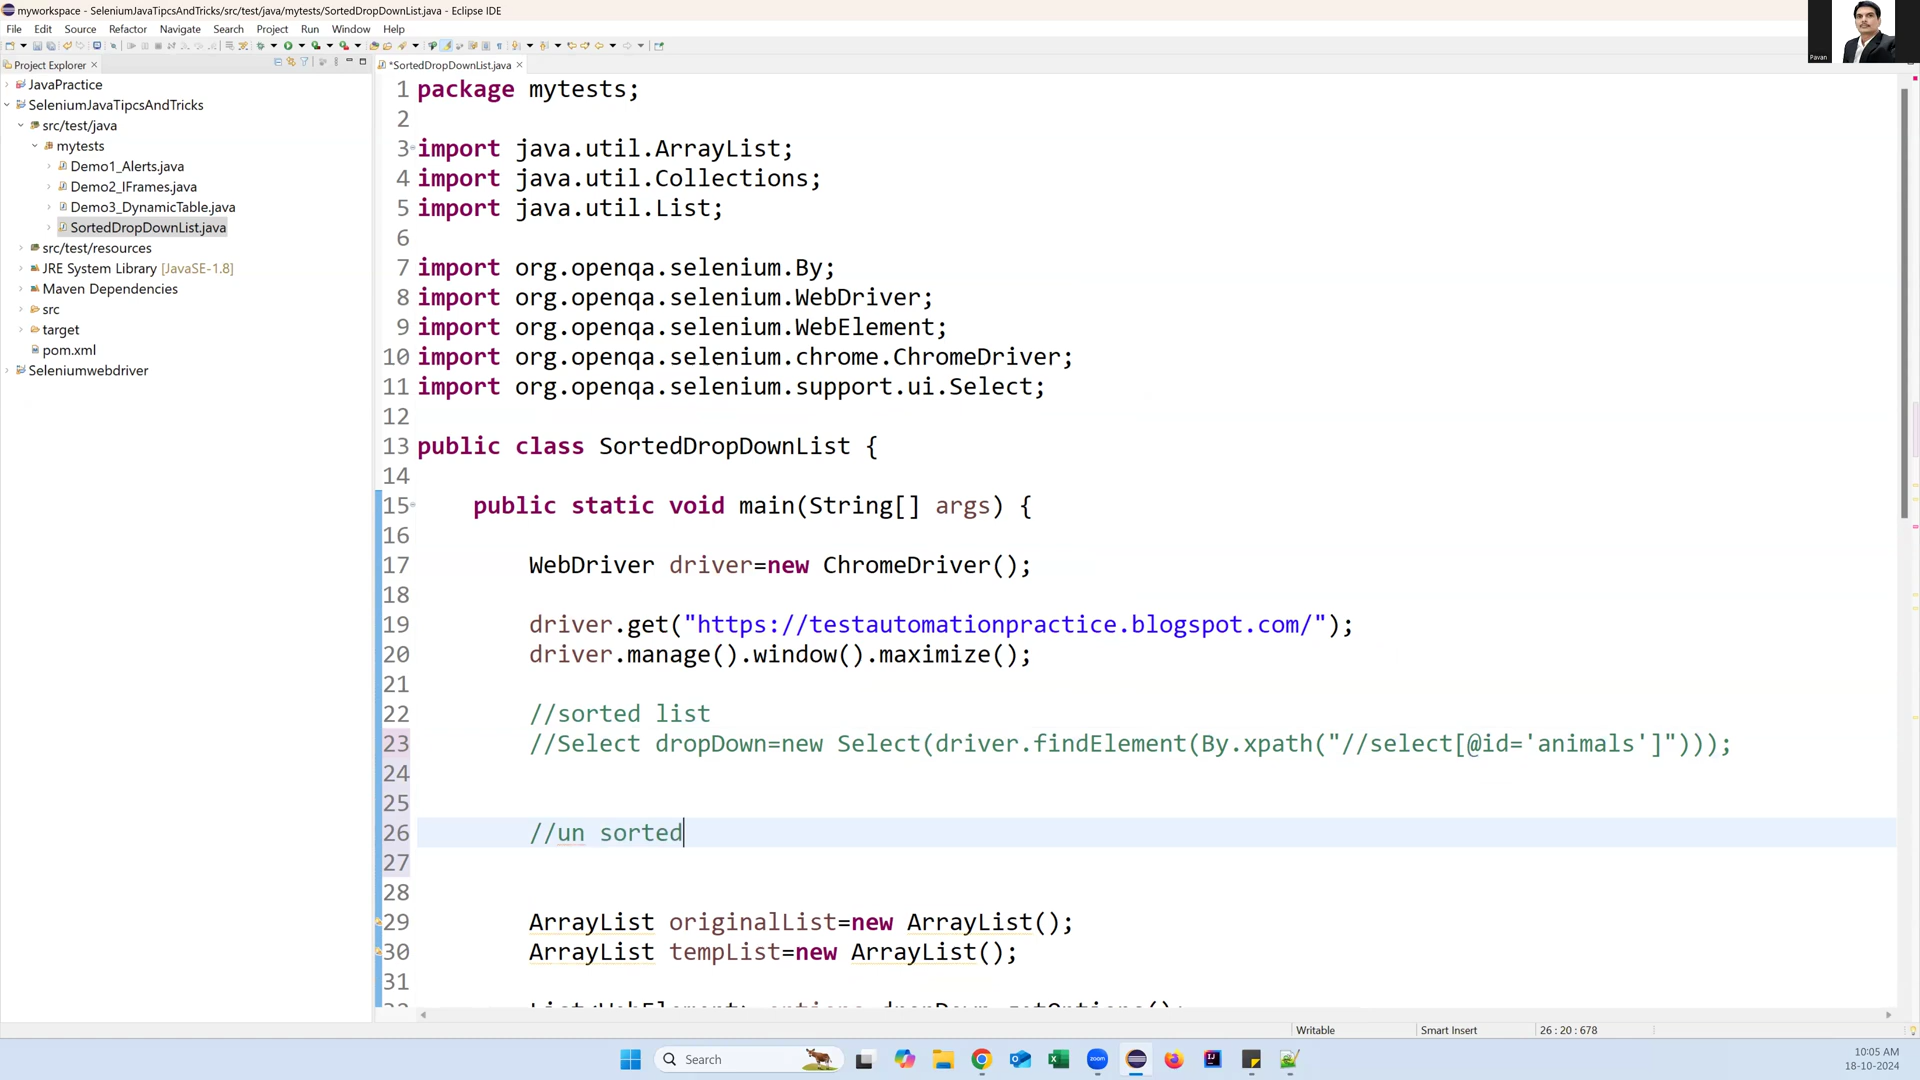 myworkspace - SeleniumJavaTipcsAndTricks/src/test/java/mytests/SortedDropDownList.java - Eclipse IDE
File Edit Source Refactor Navigate Search Project Explorer Run Window Help
Project Explorer
*SortedDropDownList.java
Pavan
JavaPractice
SeleniumJavaTipcsAndTricks
src/test/java
mytests
Demo1_Alerts.java
Demo2_IFrames.java
Demo3_DynamicTable.java
SortedDropDownList.java
src/test/resources
JRE System Library [JavaSE-1.8]
Maven Dependencies
src
target
pom.xml
Seleniumwebdriver
1 package mytests;
2
3 import java.util.ArrayList;
4 import java.util.Collections;
5 import java.util.List;
6
7 import org.openqa.selenium.By;
8 import org.openqa.selenium.WebDriver;
9 import org.openqa.selenium.WebElement;
10 import org.openqa.selenium.chrome.ChromeDriver;
11 import org.openqa.selenium.support.ui.Select;
12
13 public class SortedDropDownList {
14
15 public static void main(String[] args) {
16
17 WebDriver driver=new ChromeDriver();
18
19 driver.get("https://testautomationpractice.blogspot.com/");
20 driver.manage().window().maximize();
21
22 //sorted list
23 //Select dropDown=new Select(driver.findElement(By.xpath("//select[@id='animals']")));
24
25
26 //un sorted
27
28
29 ArrayList originalList=new ArrayList();
30 ArrayList tempList=new ArrayList();
31
Writable Smart Insert 26 : 20 : 678
Search
zoom
10:05 AM
18-10-2024